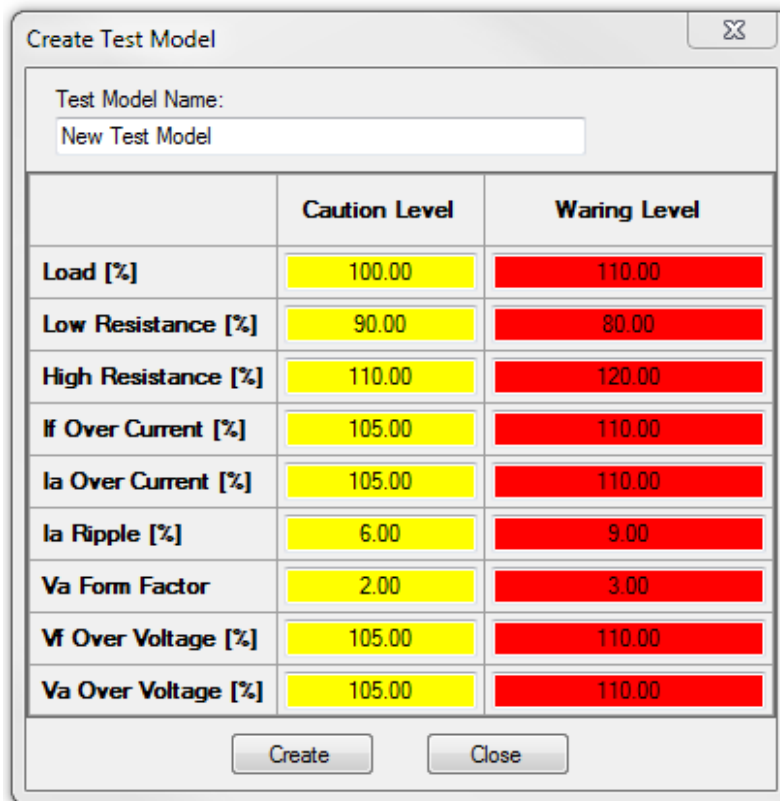 Create Test Model
Test Model Name:
New Test Model
Caution Level Waring Level
Load [%] 100.00 110.00
Low Resistance [%] 90.00 80.00
High Resistance [%] 110.00 120.00
If Over Current [%] 105.00 110.00
Ia Over Current [%] 105.00 110.00
Ia Ripple [%] 6.00 9.00
Va Form Factor 2.00 3.00
Vf Over Voltage [%] 105.00 110.00
Va Over Voltage [%] 105.00 110.00
Create Close